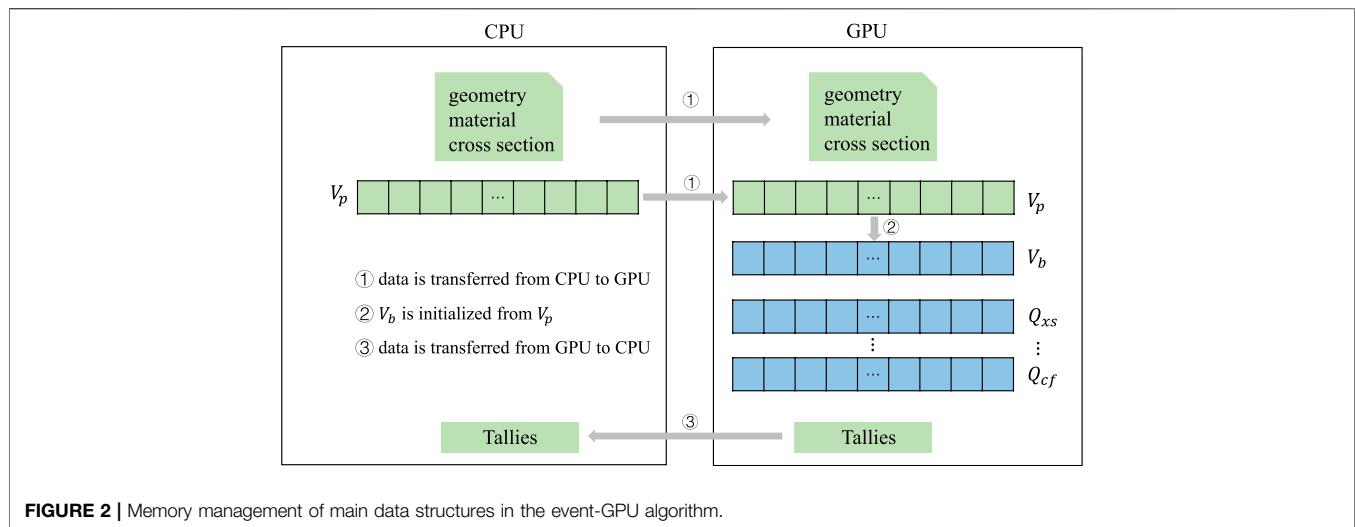 CPU
GPU
geometry
material
cross section
①
geometry
material
cross section
V_p
...
①
...
V_p
②
... V_b
① data is transferred from CPU to GPU
② V_b is initialized from V_p
③ data is transferred from GPU to CPU
... Q_xs
⋮ ⋮
... Q_cf
Tallies
③
Tallies
FIGURE 2 | Memory management of main data structures in the event-GPU algorithm.